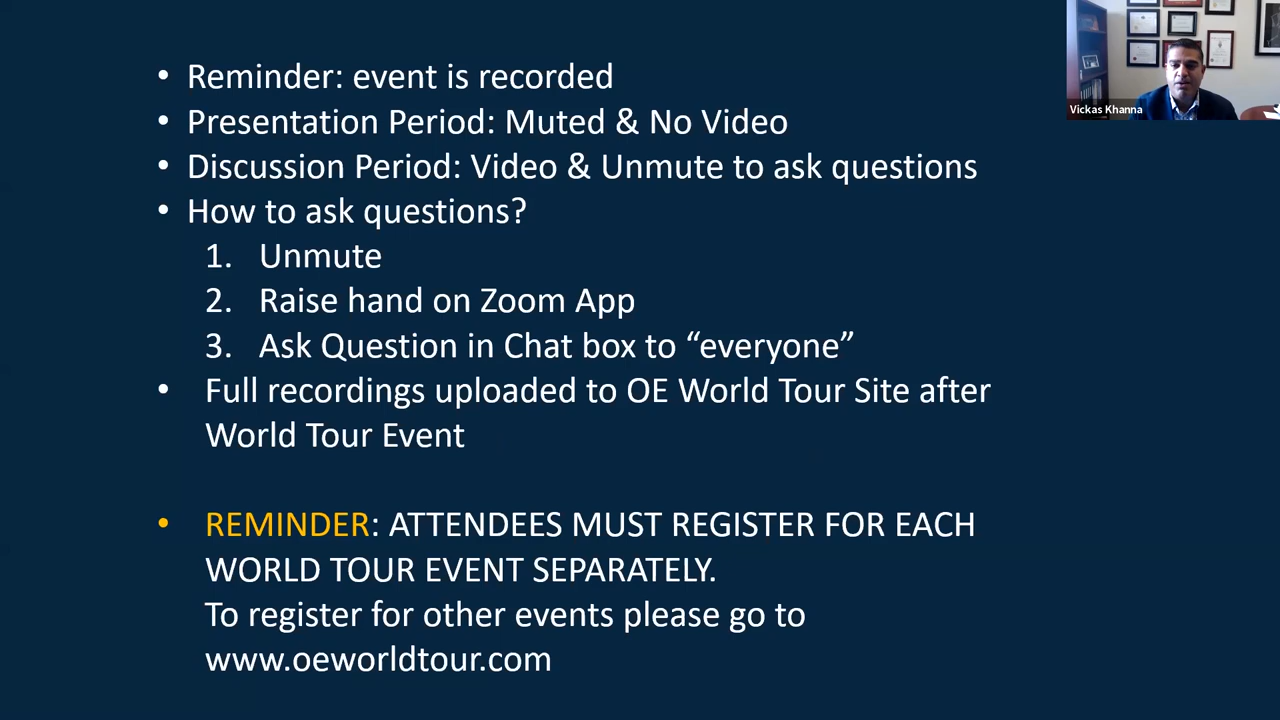 • Reminder: event is recorded
• Presentation Period: Muted & No Video
• Discussion Period: Video & Unmute to ask questions
• How to ask questions?
1. Unmute
2. Raise hand on Zoom App
3. Ask Question in Chat box to “everyone”
• Full recordings uploaded to OE World Tour Site after
World Tour Event
• REMINDER: ATTENDEES MUST REGISTER FOR EACH
WORLD TOUR EVENT SEPARATELY.
To register for other events please go to
www.oeworldtour.com
Vickas Khanna